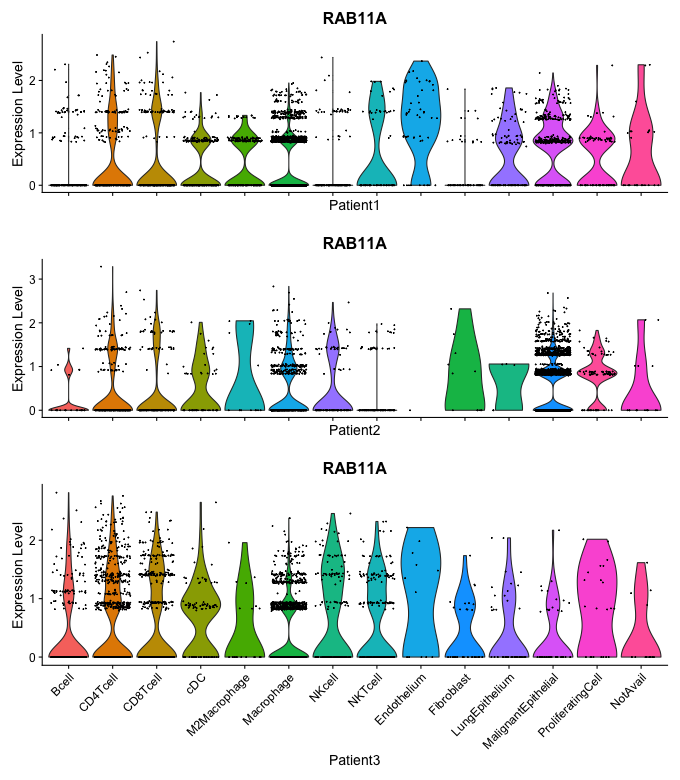 RAB11A
Expression Level
2
1
0
Patient1
RAB11A
Expression Level
3
2
1
0
Patient2
RAB11A
Expression Level
2
1
0
Bcell
CD4Tcell
CD8Tcell
cDC
M2Macrophage
Macrophage
NKcell
NKTcell
Endothelium
Fibroblast
LungEpithelium
MalignantEpithelial
ProliferatingCell
NotAvail
Patient3